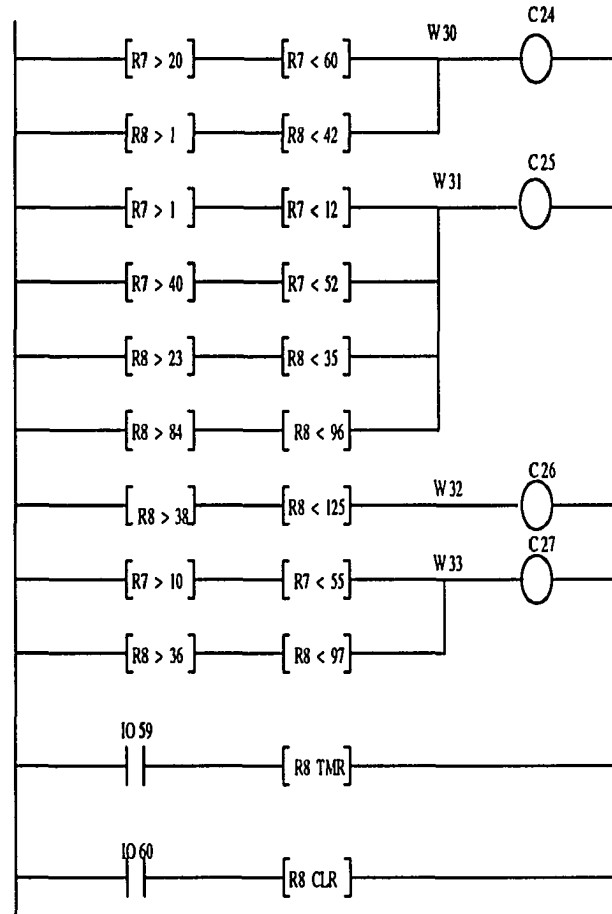 C24
W30
R7 > 20 R7 < 60
R8 > 1 R8 < 42
C25
W31
R7 > 1 R7 < 12
R7 > 40 R7 < 52
R8 > 23 R8 < 35
R8 > 84 R8 < 96
C26
W32
R8 > 38 R8 < 125
C27
W33
R7 > 10 R7 < 55
R8 > 36 R8 < 97
IO 59
R8 TMR
IO 60
R8 CLR